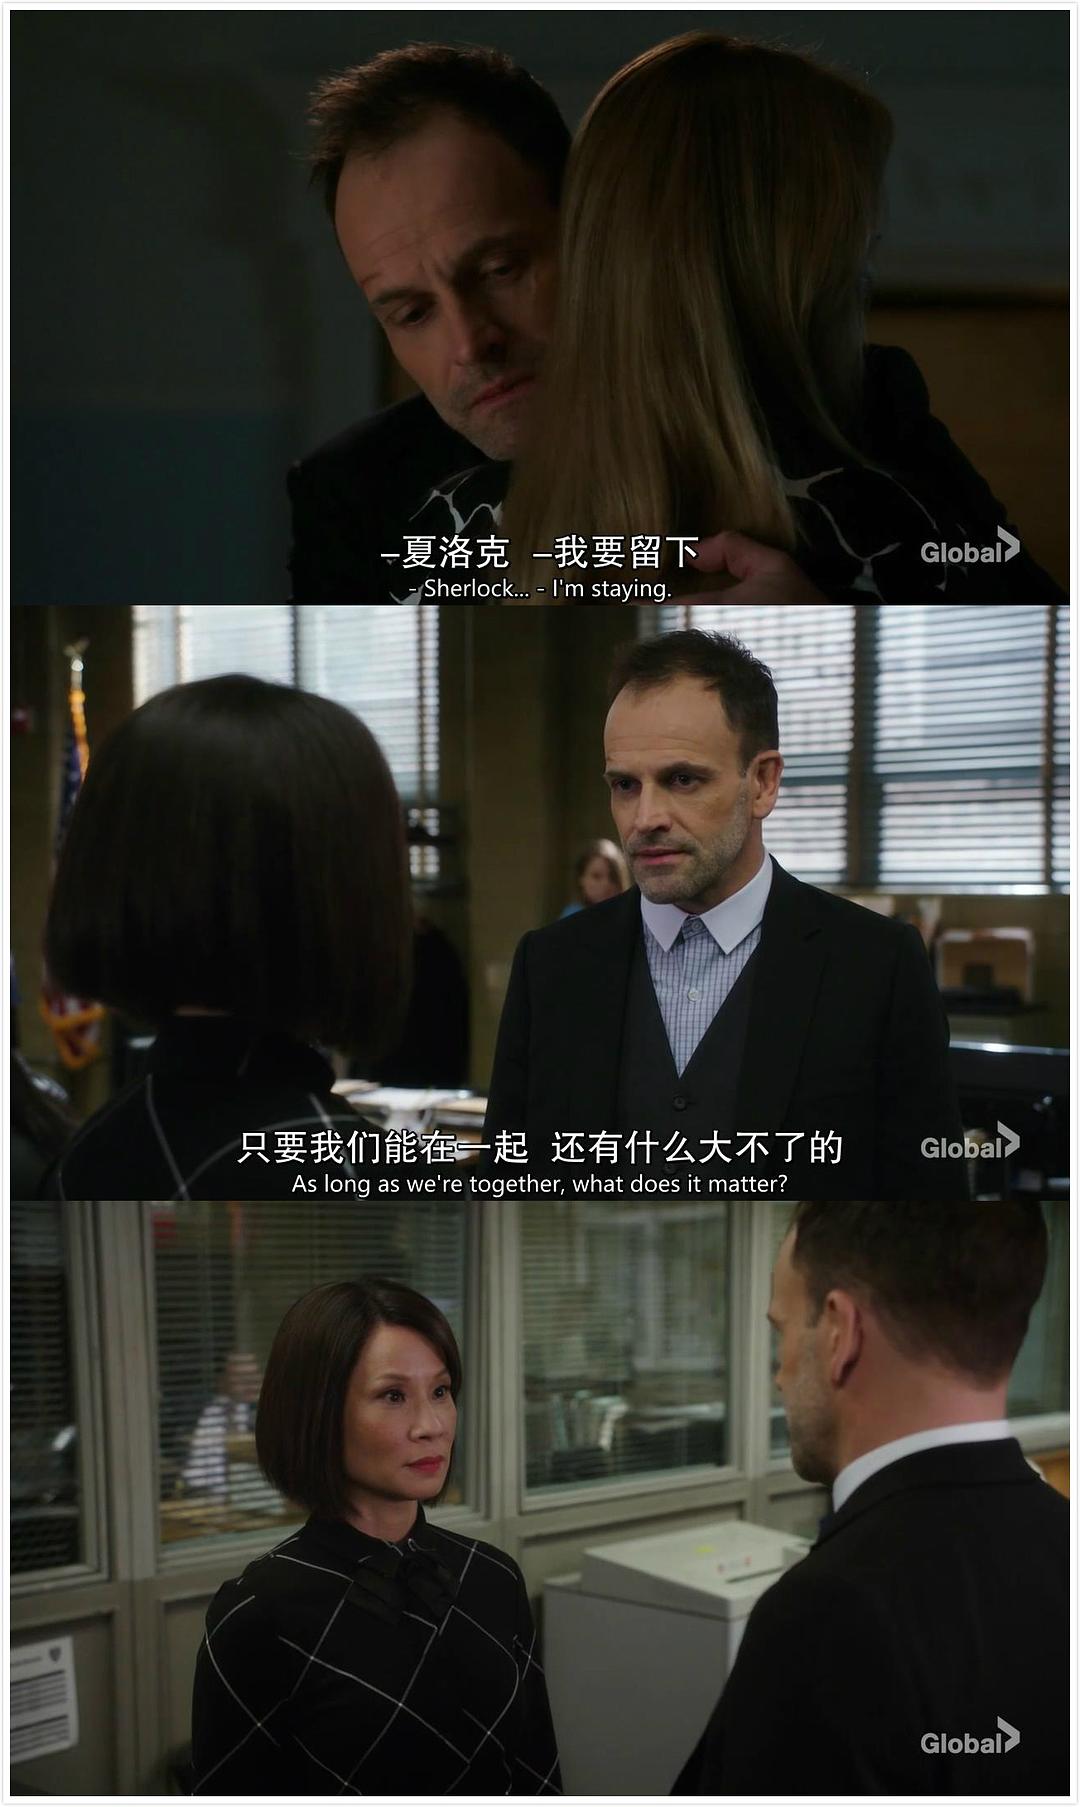 –夏洛克 –我要留下
- Sherlock... - I'm staying.
Global
只要我们能在一起 还有什么大不了的
As long as we're together, what does it matter?
Global
Global